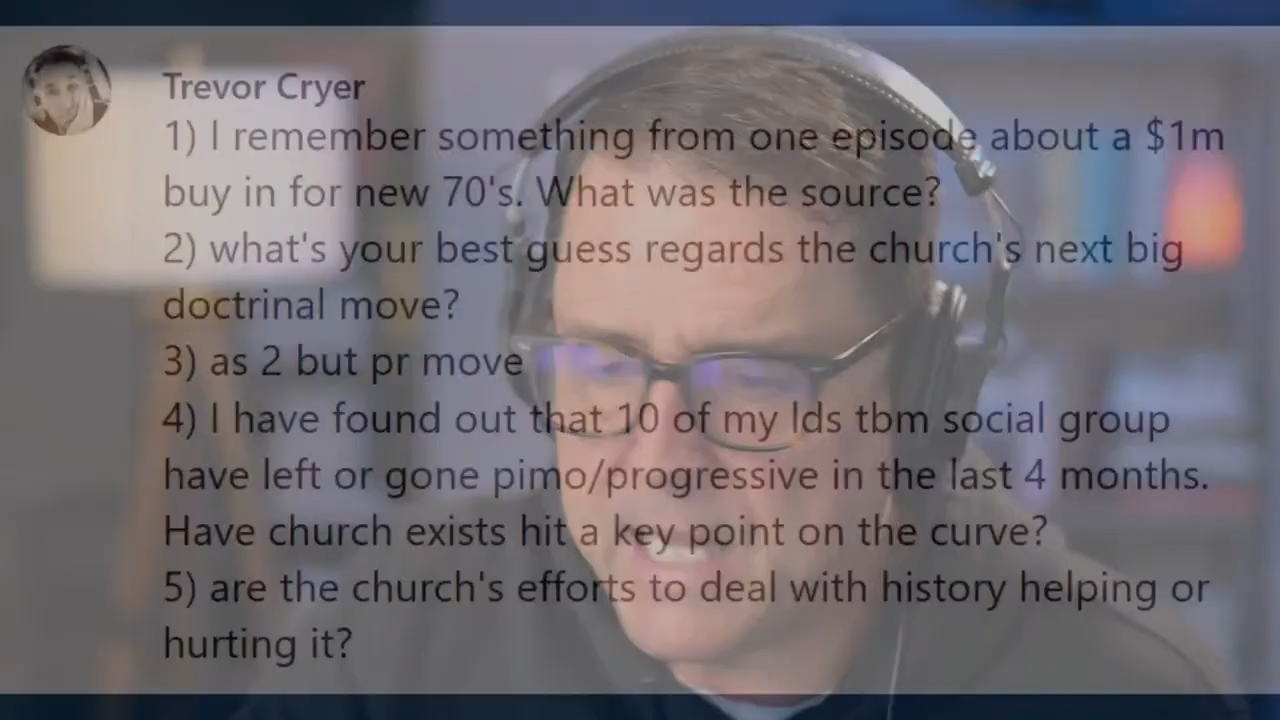 Trevor Cryer
1) I remember something from one episode about a $1m
buy in for new 70's. What was the source?
2) what's your best guess regards the church's next big
doctrinal move?
3) as 2 but pr move
4) I have found out that 10 of my lds tbm social group
have left or gone pimo/progressive in the last 4 months.
Have church exists hit a key point on the curve?
5) are the church's efforts to deal with history helping or
hurting it?